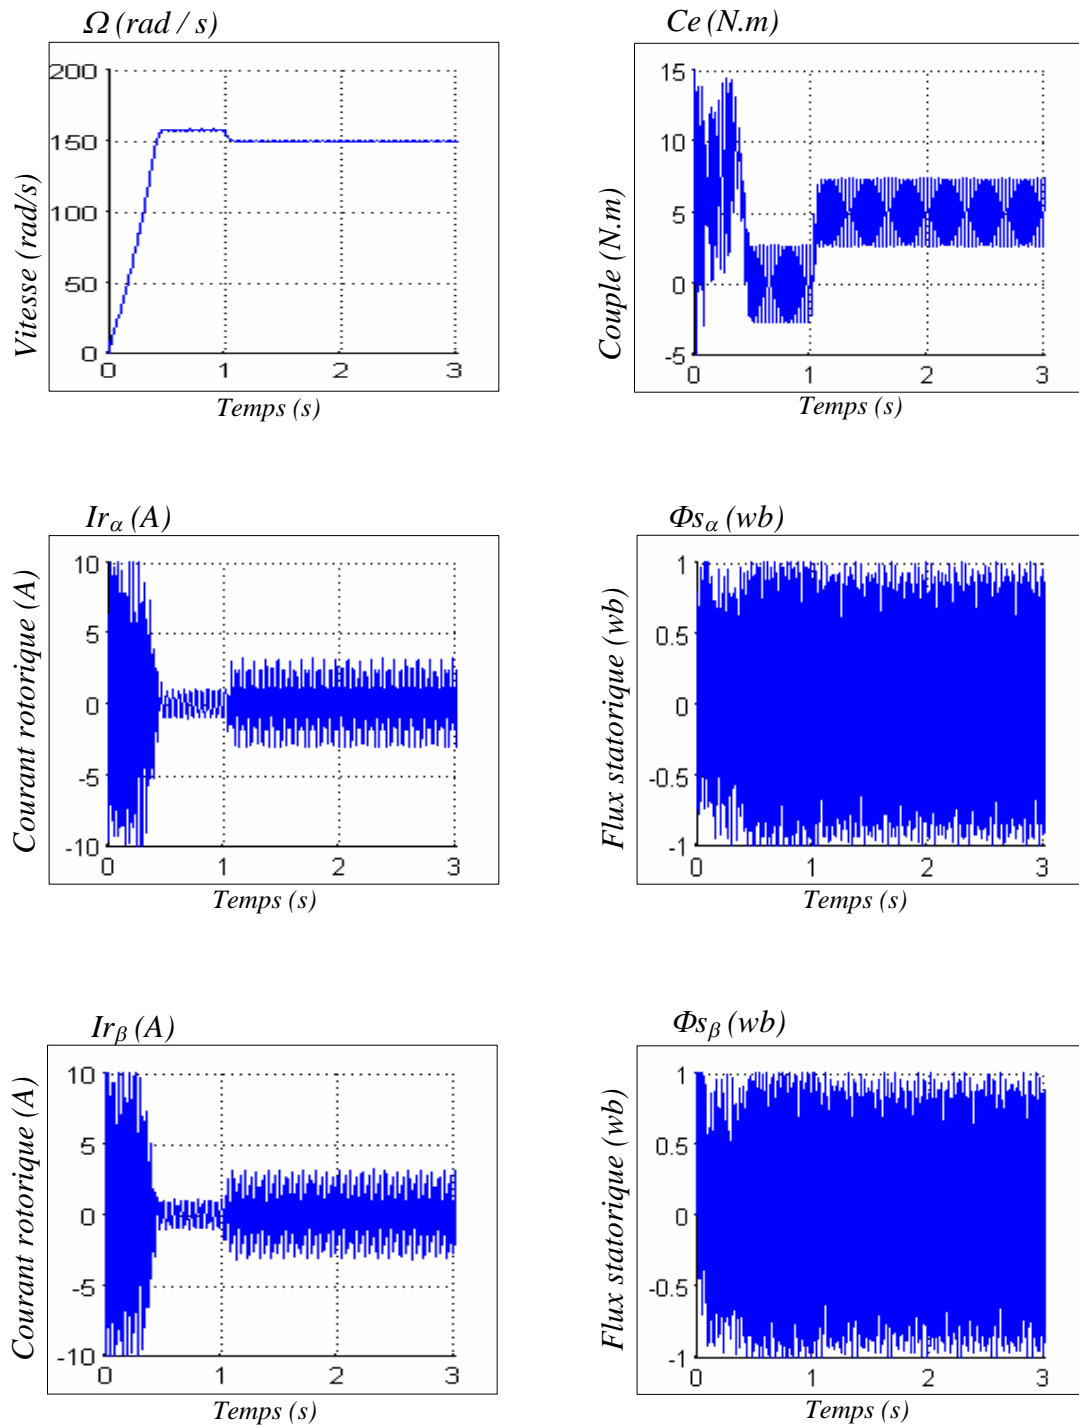 Ω (rad / s)
Vitesse (rad/s)
200
150
100
50
0
0 1 2 3
Temps (s)
Ce (N.m)
Couple (N.m)
15
10
5
0
-5
0 1 2 3
Temps (s)
Irα (A)
Courant rotorique (A)
10
5
0
-5
-10
0 1 2 3
Temps (s)
Φsα (wb)
Flux statorique (wb)
1
0.5
0
-0.5
-1
0 1 2 3
Temps (s)
Irβ (A)
Courant rotorique (A)
10
5
0
-5
-10
0 1 2 3
Temps (s)
Φsβ (wb)
Flux statorique (wb)
1
0.5
0
-0.5
-1
0 1 2 3
Temps (s)